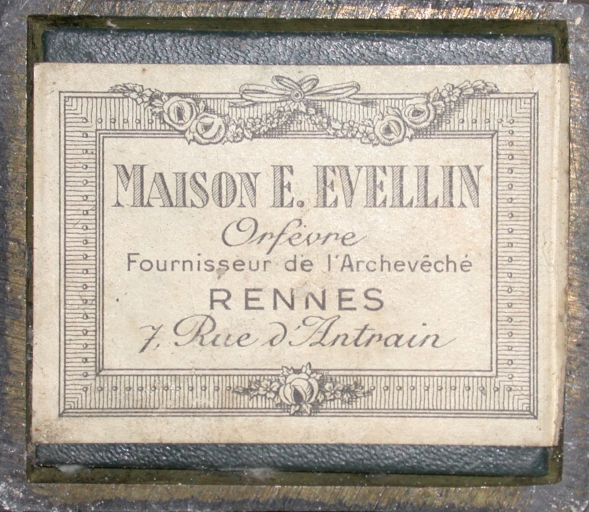 MAISON E. EVELLIN
Orfèvre
Fournisseur de l'Archevêché
RENNES
7, Rue d'Antrain